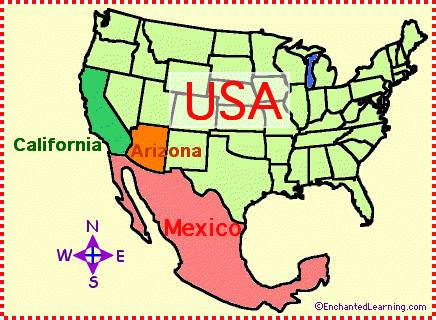 USA
California
Arizona
Mexico
N
W E
S
©EnchantedLearning.com